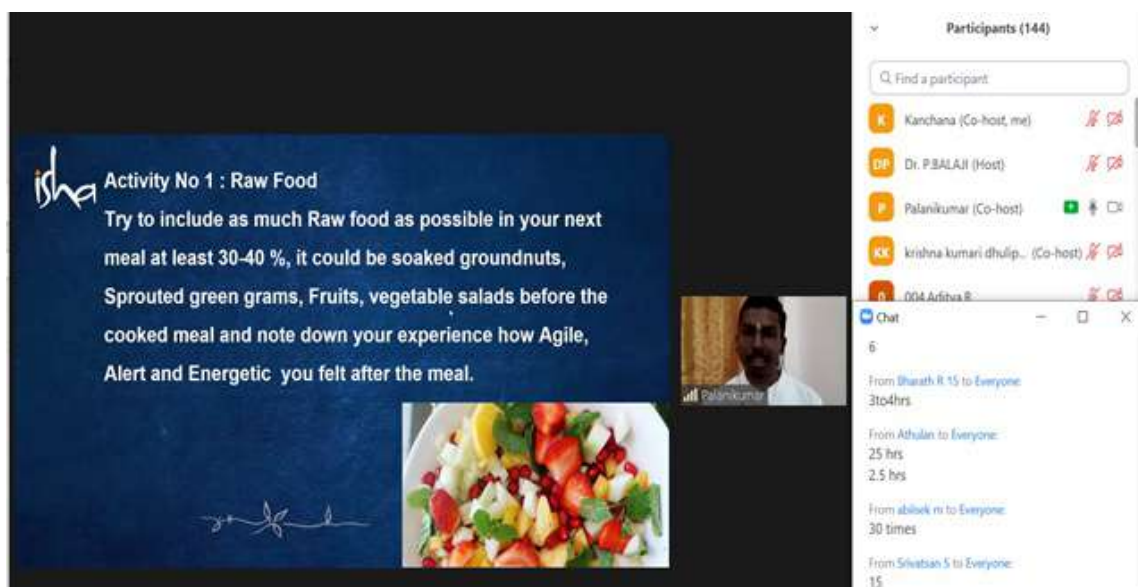 isha
Activity No 1 : Raw Food
Try to include as much Raw food as possible in your next
meal at least 30-40 %, it could be soaked groundnuts,
Sprouted green grams, Fruits, vegetable salads before the
cooked meal and note down your experience how Agile,
Alert and Energetic you felt after the meal.
Palanikumar
Participants (144)
Find a participant
K Kanchana (Co-host, me)
DP Dr. P.BALAJI (Host)
P Palanikumar (Co-host)
KK krishna kumari dhulip... (Co-host)
0 004 Aditya R
Chat
6
From Bharath R 15 to Everyone:
3to4hrs
From Athulan to Everyone:
25 hrs
2.5 hrs
From abilsek m to Everyone:
30 times
From Srivatsan S to Everyone:
15